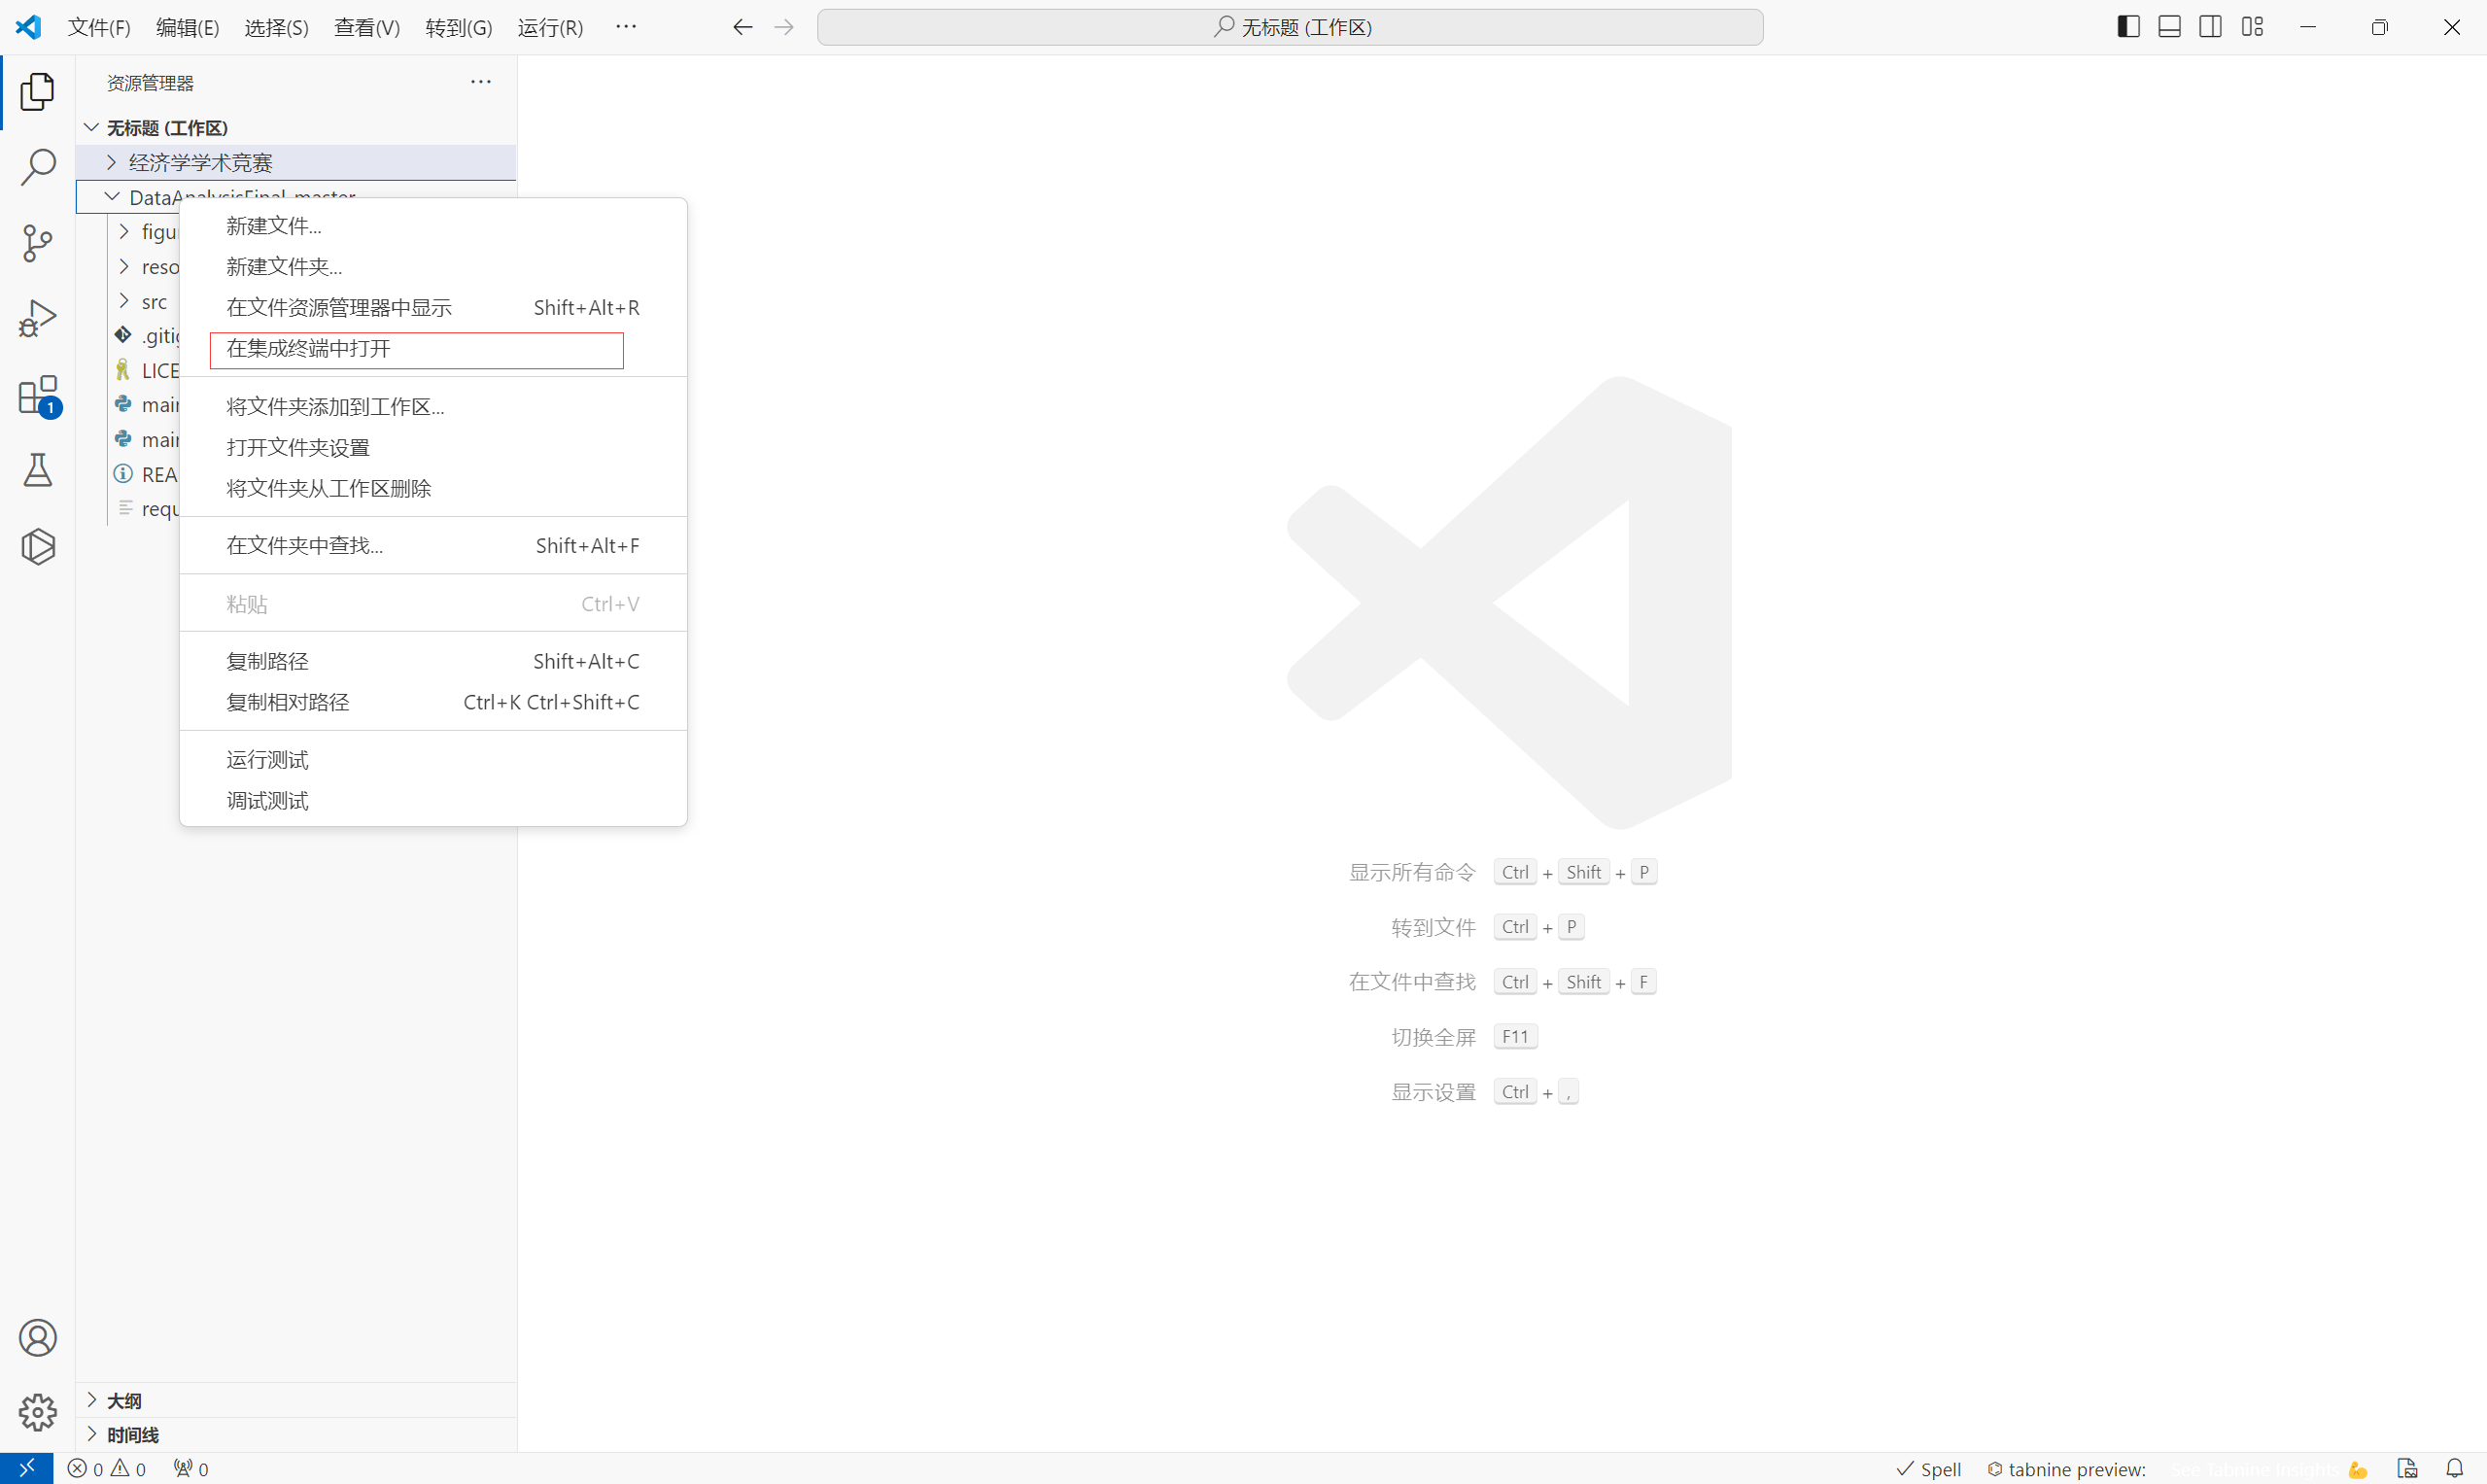 文件(F) 编辑(E) 选择(S) 查看(V) 转到(G) 运行(R) ···
无标题 (工作区)
资源管理器 ···
无标题 (工作区)
经济学学术竞赛
DataAnalysisFinal-master
figu
reso
src
.gitig
LICE
mair
mair
REA
requ
1
新建文件...
新建文件夹...
在文件资源管理器中显示 Shift+Alt+R
在集成终端中打开
将文件夹添加到工作区...
打开文件夹设置
将文件夹从工作区删除
在文件夹中查找... Shift+Alt+F
粘贴 Ctrl+V
复制路径 Shift+Alt+C
复制相对路径 Ctrl+K Ctrl+Shift+C
运行测试
调试测试
显示所有命令 Ctrl + Shift + P
转到文件 Ctrl + P
在文件中查找 Ctrl + Shift + F
切换全屏 F11
显示设置 Ctrl + ,
大纲
时间线
0 0 0
Spell tabnine preview: See Tabnine Insights